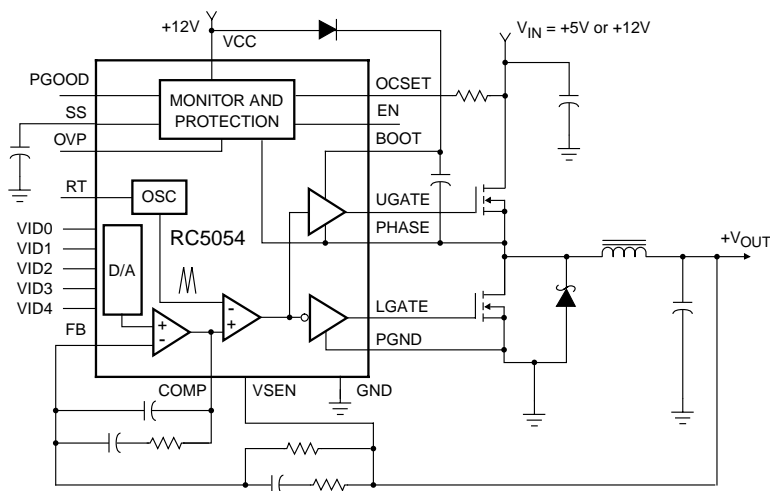 +12V
VCC
V_IN = +5V or +12V
PGOOD
MONITOR AND
PROTECTION
OCSET
SS
EN
OVP
BOOT
RT
OSC
UGATE
VID0
RC5054
PHASE
VID1
VID2
D/A
+V_OUT
VID3
VID4
LGATE
FB
+
-
-
+
PGND
COMP
VSEN
GND